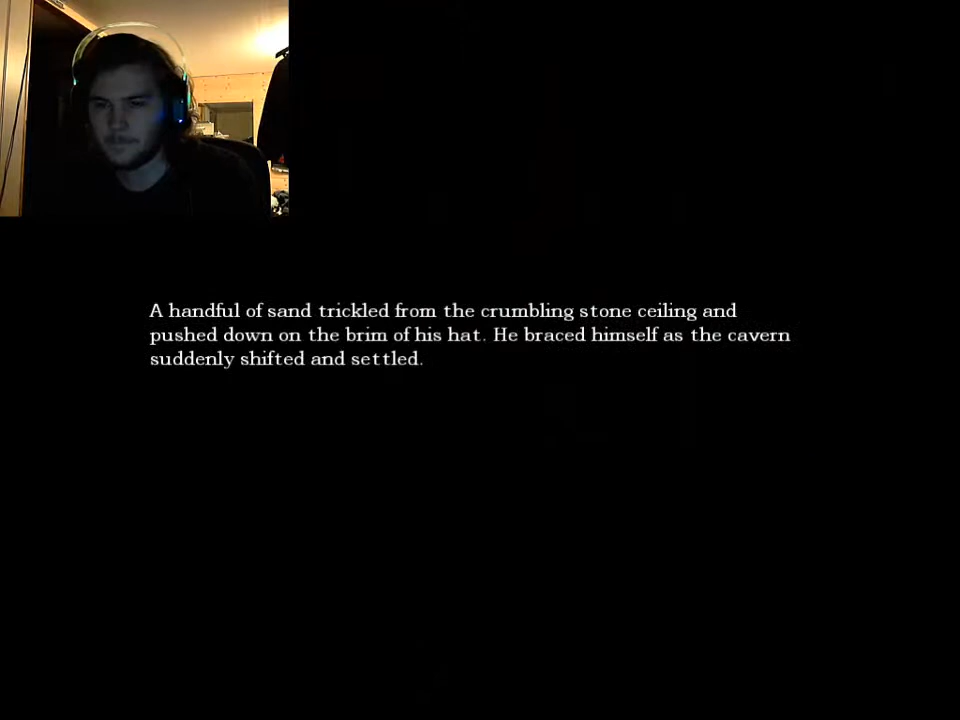 A handful of sand trickled from the crumbling stone ceiling and
pushed down on the brim of his hat. He braced himself as the cavern
suddenly shifted and settled.